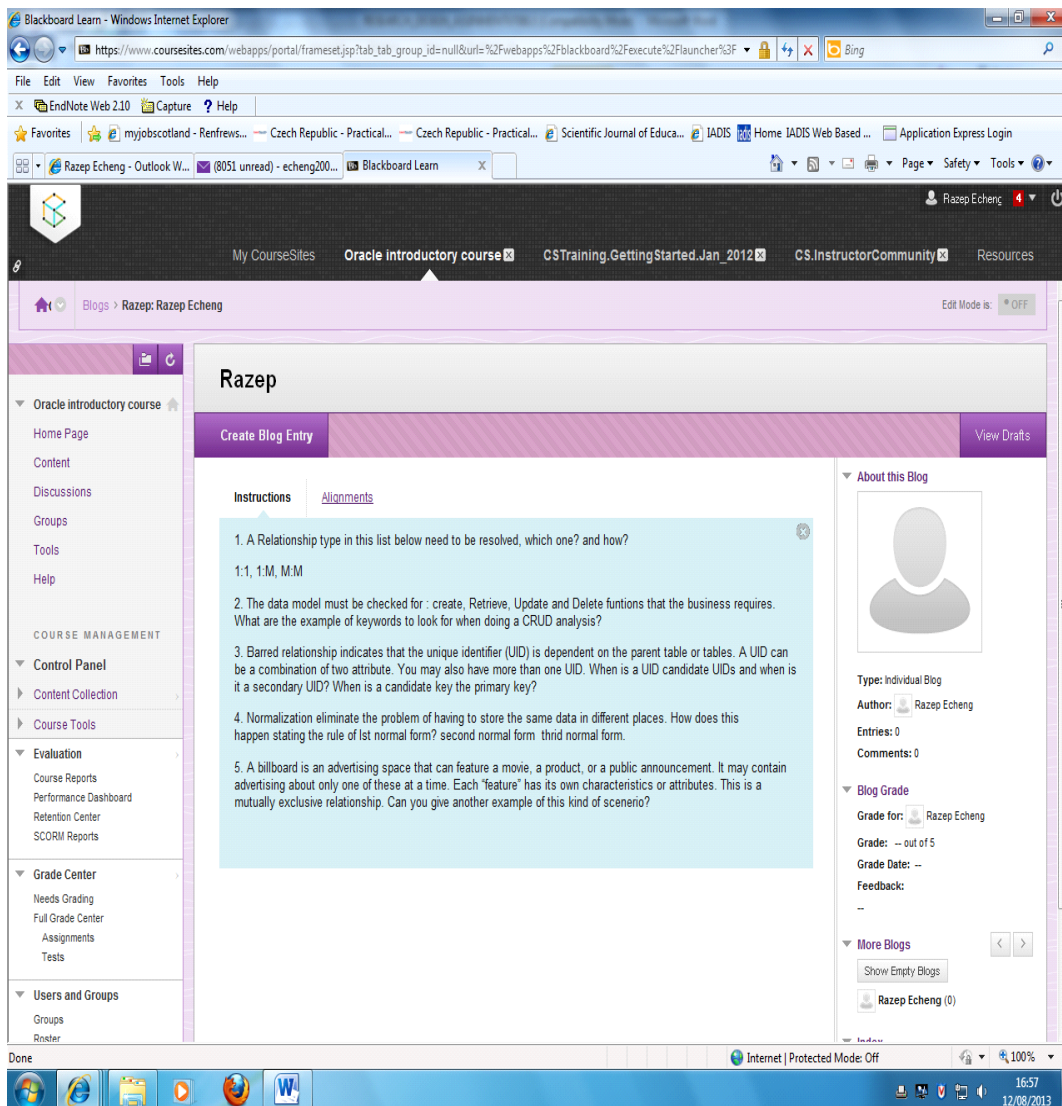 Blackboard Learn - Windows Internet Explorer
https://www.coursesites.com/webapps/portal/frameset.jsp?tab_tab_group_id=null&url=%2Fwebapps%2Fblackboard%2Fexecute%2Flauncher%3F
Bing
File Edit View Favorites Tools Help
X EndNote Web 2.10 Capture ? Help
Favorites myjobscotland - Renfrews... Czech Republic - Practical... Czech Republic - Practical... Scientific Journal of Educa... IADIS Home IADIS Web Based ... Application Express Login
Razep Echeng - Outlook W... (8051 unread) - echeng200... Blackboard Learn X Page Safety Tools
Razep Echeng 4
My CourseSites Oracle introductory course CSTraining.GettingStarted.Jan_2012 CS.InstructorCommunity Resources
Blogs > Razep: Razep Echeng Edit Mode is: OFF
Razep
Create Blog Entry View Drafts
Oracle introductory course
Home Page
Content
Discussions
Groups
Tools
Help
COURSE MANAGEMENT
Control Panel
Content Collection
Course Tools
Evaluation
Course Reports
Performance Dashboard
Retention Center
SCORM Reports
Grade Center
Needs Grading
Full Grade Center
Assignments
Tests
Users and Groups
Groups
Roster
Instructions Alignments
1. A Relationship type in this list below need to be resolved, which one? and how?
1:1, 1:M, M:M
2. The data model must be checked for : create, Retrieve, Update and Delete funtions that the business requires.
What are the example of keywords to look for when doing a CRUD analysis?
3. Barred relationship indicates that the unique identifier (UID) is dependent on the parent table or tables. A UID can
be a combination of two attribute. You may also have more than one UID. When is a UID candidate UIDs and when is
it a secondary UID? When is a candidate key the primary key?
4. Normalization eliminate the problem of having to store the same data in different places. How does this
happen stating the rule of Ist normal form? second normal form thrid normal form.
5. A billboard is an advertising space that can feature a movie, a product, or a public announcement. It may contain
advertising about only one of these at a time. Each “feature” has its own characteristics or attributes. This is a
mutually exclusive relationship. Can you give another example of this kind of scenerio?
About this Blog
Type: Individual Blog
Author: Razep Echeng
Entries: 0
Comments: 0
Blog Grade
Grade for: Razep Echeng
Grade: -- out of 5
Grade Date: --
Feedback:
--
More Blogs
Show Empty Blogs
Razep Echeng (0)
Index
Done Internet | Protected Mode: Off 100%
16:57
12/08/2013